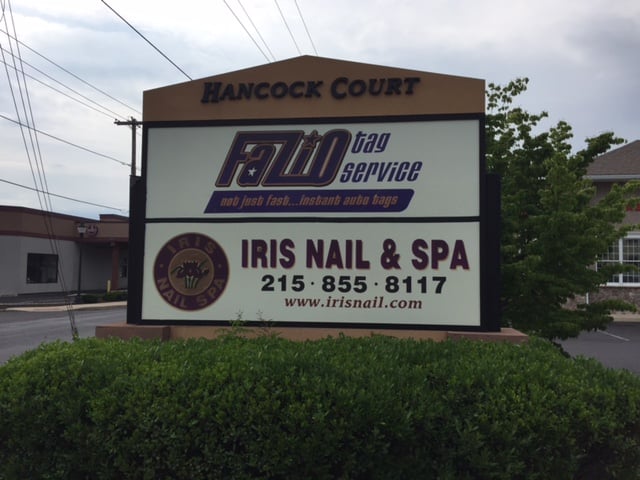 HANCOCK COURT
FaZiO tag
service
not just fast...instant auto tags
IRIS
NAIL SPA
IRIS NAIL & SPA
215·855·8117
www.irisnail.com